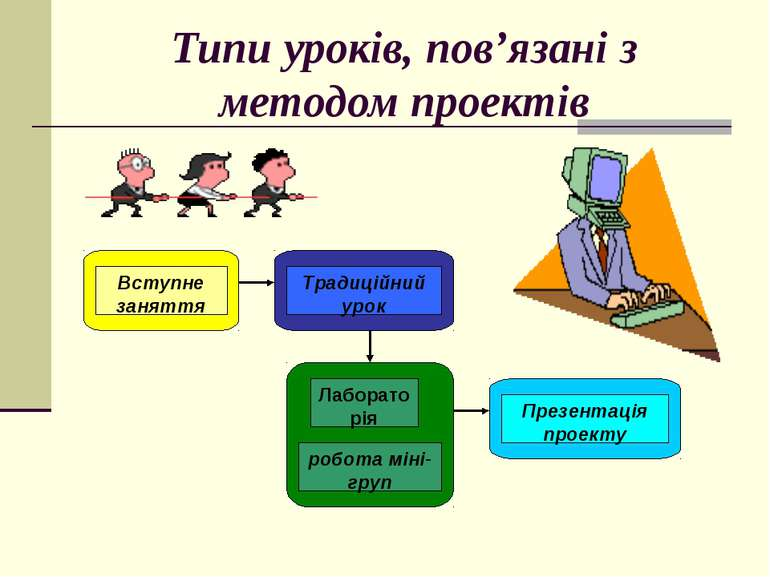 Типи уроків, пов’язані з
методом проектів
Вступне
заняття
Традиційний
урок
Лаборато
рія
робота міні-
груп
Презентація
проекту